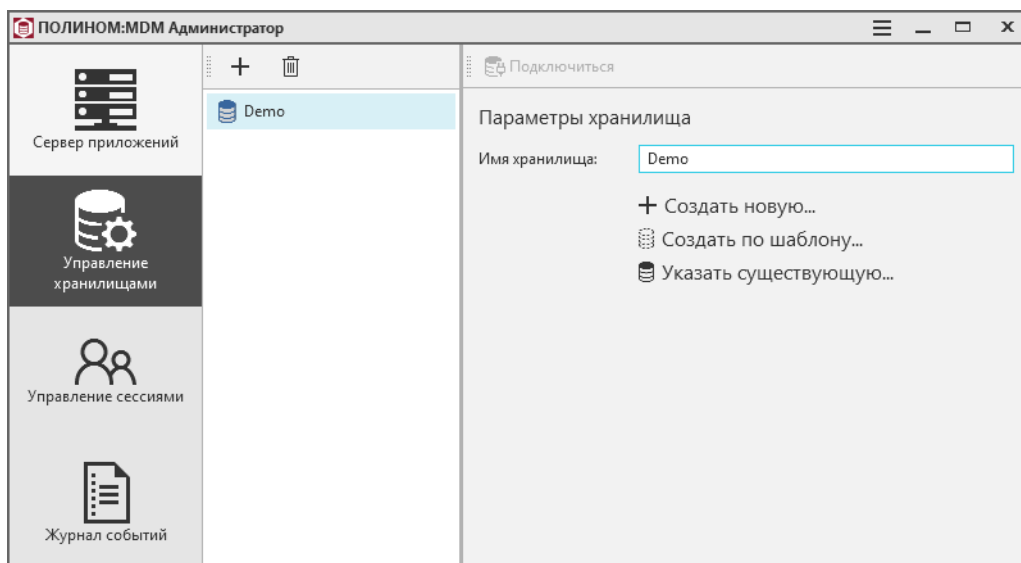 ПОЛИНОМ:MDM Администратор
Сервер приложений
Управление
хранилищами
Управление сессиями
Журнал событий
Demo
Подключиться
Параметры хранилища
Имя хранилища: Demo
Создать новую...
Создать по шаблону...
Указать существующую...